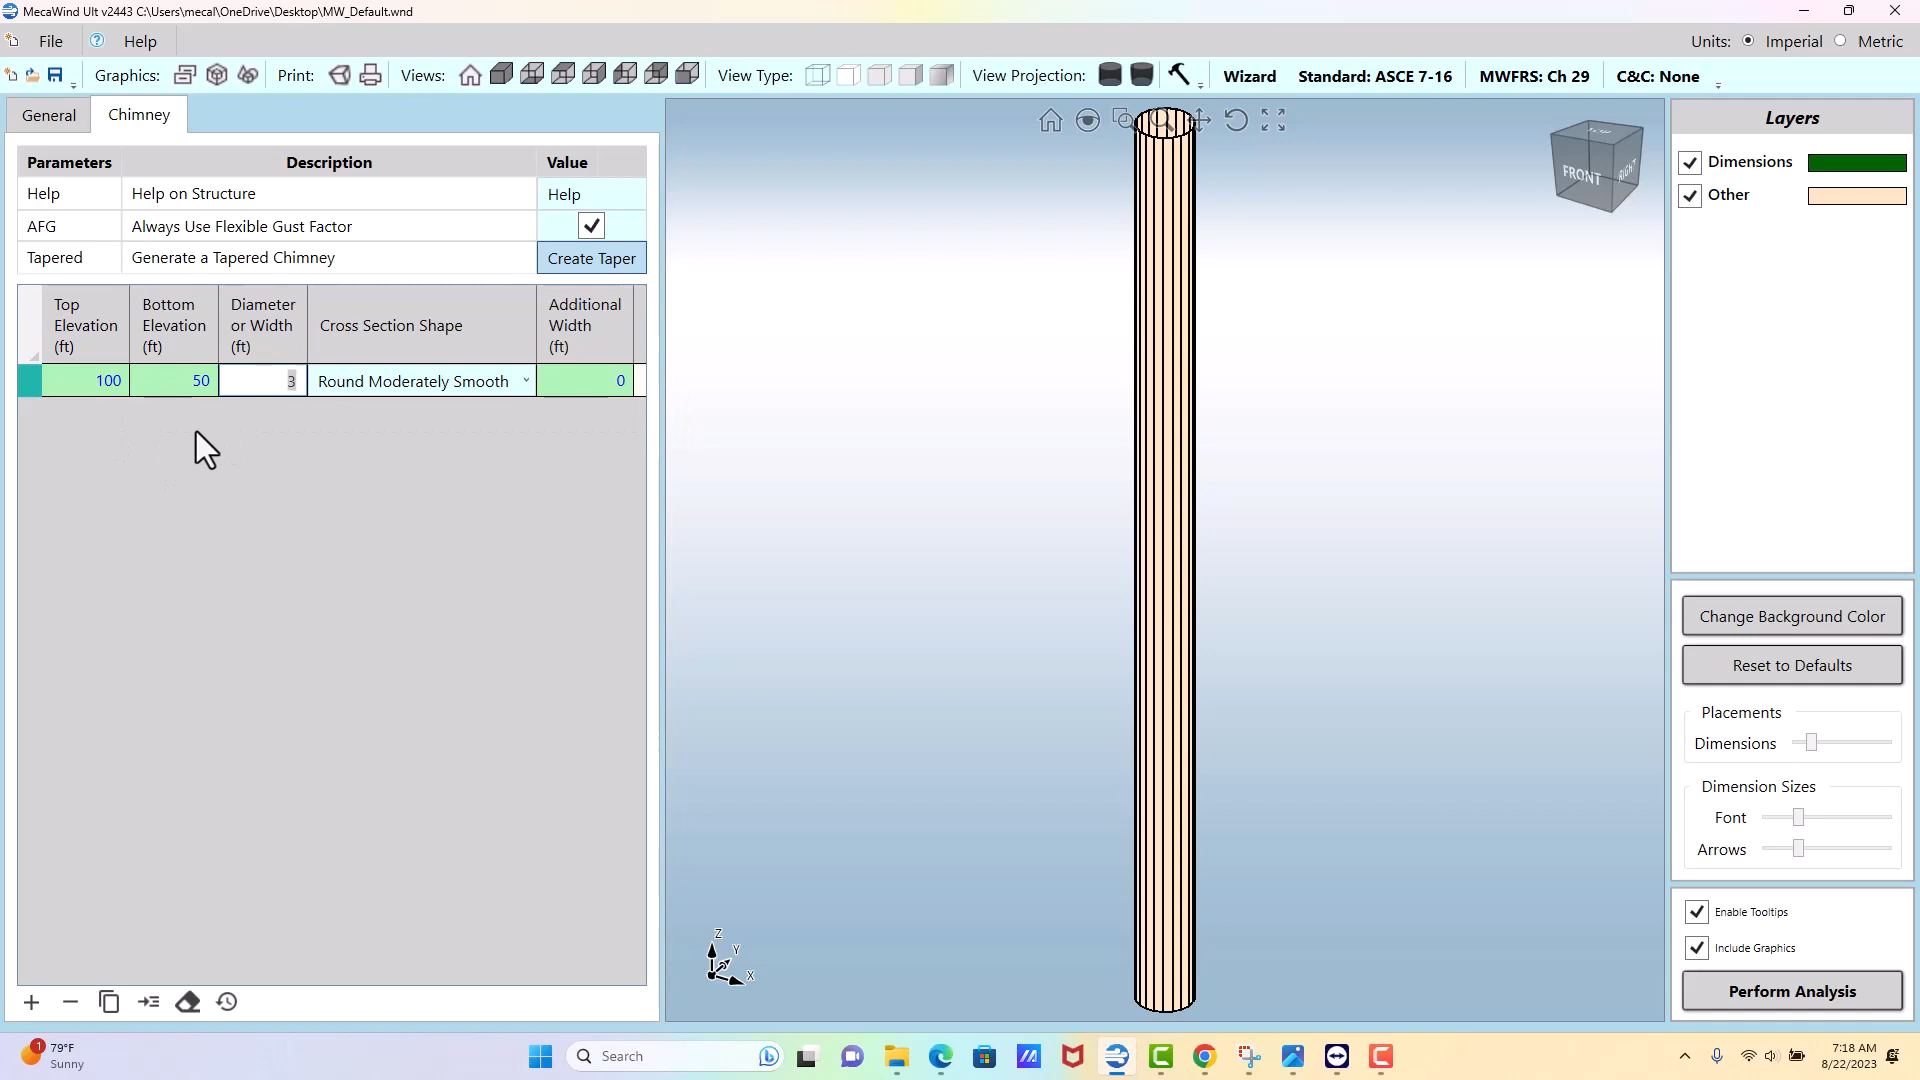 MecaWind Ult v2443 C:\Users\mecal\OneDrive\Desktop\MW_Default.wnd
File Help Units: Imperial Metric
Graphics: Print: Views: View Type: View Projection: Wizard Standard: ASCE 7-16 MWFRS: Ch 29 C&C: None
General Chimney
Parameters Description Value
Help Help on Structure Help
AFG Always Use Flexible Gust Factor
Tapered Generate a Tapered Chimney Create Taper
Top Elevation (ft) Bottom Elevation (ft) Diameter or Width (ft) Cross Section Shape Additional Width (ft)
100 50 3 Round Moderately Smooth 0
TOP
FRONT
RIGHT
Z
Y
X
Layers
Dimensions
Other
Change Background Color
Reset to Defaults
Placements
Dimensions
Dimension Sizes
Font
Arrows
Enable Tooltips
Include Graphics
Perform Analysis
1
79°F
Sunny
Search
7:18 AM
8/22/2023